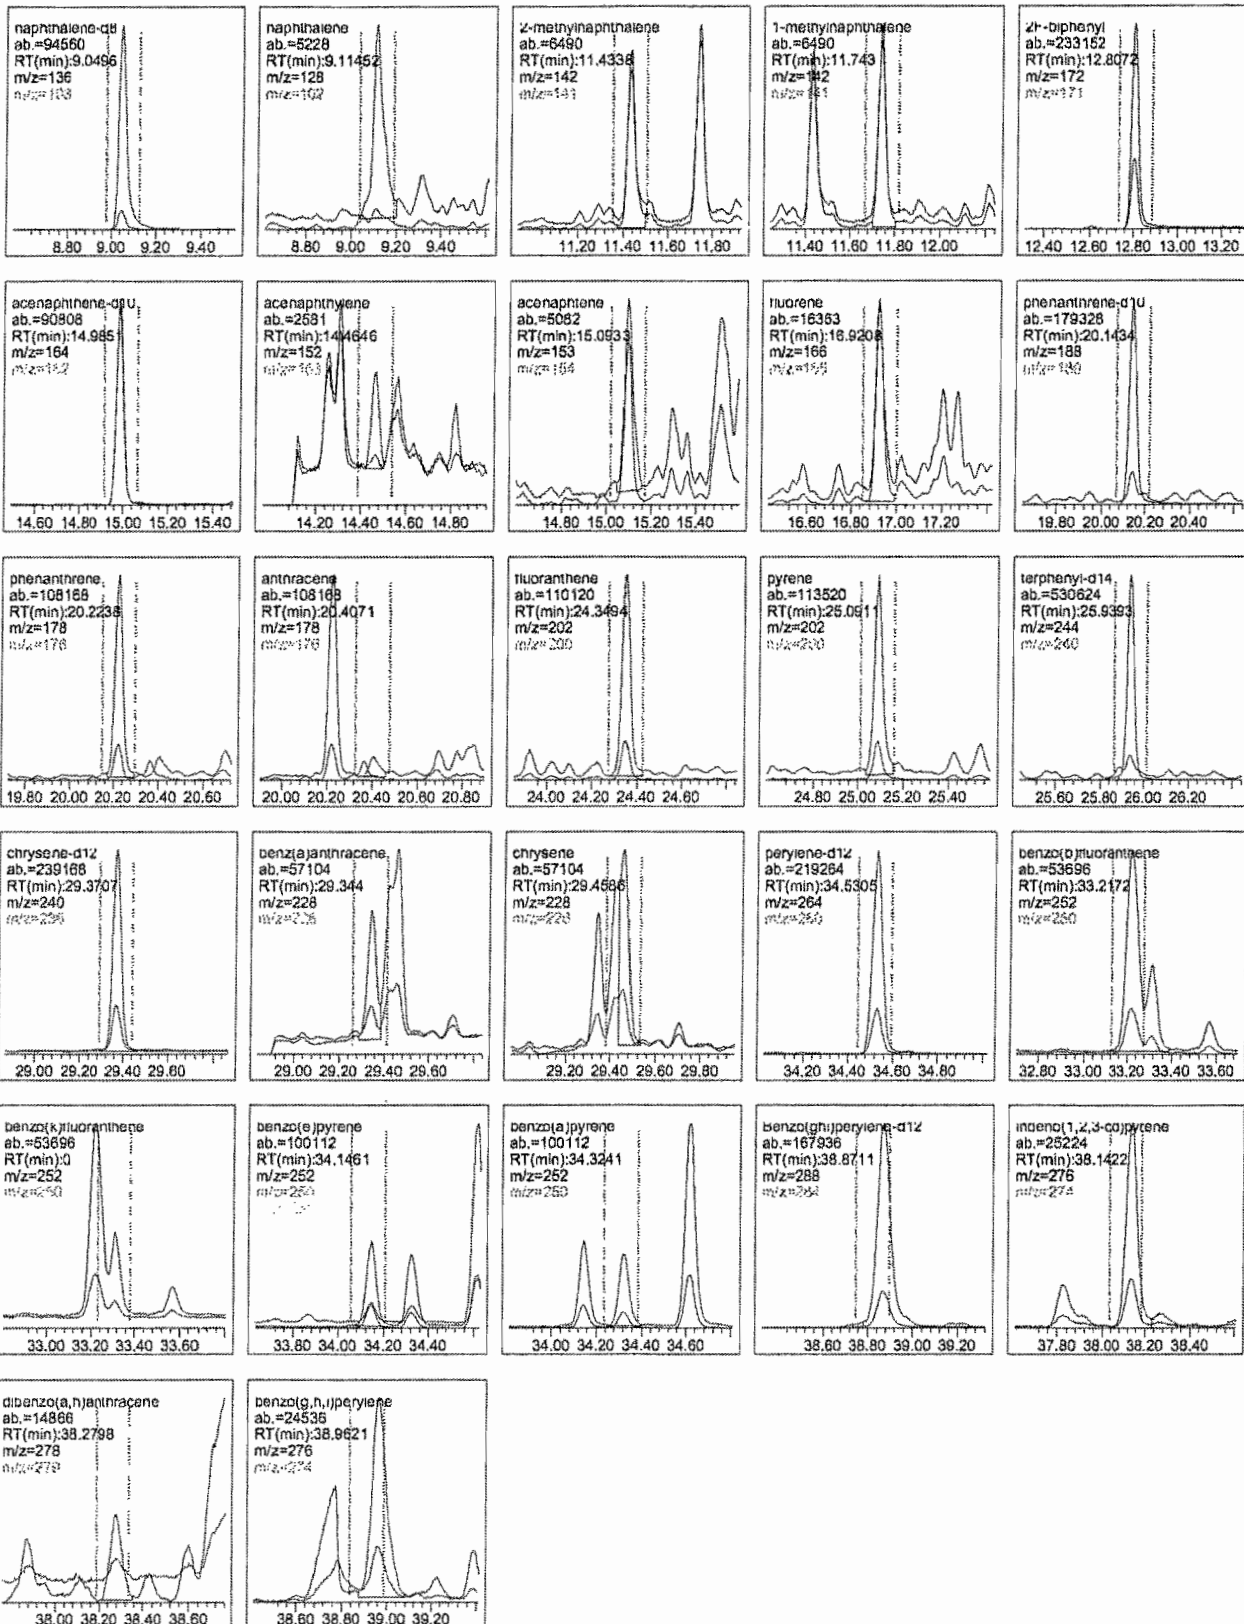 naphthalene-d8
ab.=94560
RT(min):9.0496
m/z=136
m/z=108
8.80 9.00 9.20 9.40
naphthalene
ab.=5228
RT(min):9.11452
m/z=128
m/z=102
8.80 9.00 9.20 9.40
2-methylnaphthalene
ab.=6490
RT(min):11.4338
m/z=142
m/z=141
11.20 11.40 11.60 11.80
1-methylnaphthalene
ab.=6490
RT(min):11.743
m/z=142
m/z=141
11.40 11.60 11.80 12.00
2F-biphenyl
ab.=233152
RT(min):12.8072
m/z=172
m/z=171
12.40 12.60 12.80 13.00 13.20
acenaphthene-d10
ab.=90808
RT(min):14.9851
m/z=164
m/z=162
14.60 14.80 15.00 15.20 15.40
acenaphthylene
ab.=2581
RT(min):14.4646
m/z=152
14.20 14.40 14.60 14.80
acenaphtene
ab.=5082
RT(min):15.0933
m/z=153
m/z=154
14.80 15.00 15.20 15.40
fluorene
ab.=16353
RT(min):16.9208
m/z=166
m/z=165
16.60 16.80 17.00 17.20
phenanthrene-d10
ab.=179328
RT(min):20.1434
m/z=188
19.80 20.00 20.20 20.40
phenanthrene
ab.=108168
RT(min):20.2238
m/z=178
m/z=176
19.80 20.00 20.20 20.40 20.60
anthracene
ab.=108168
RT(min):20.4071
m/z=178
m/z=176
20.00 20.20 20.40 20.60 20.80
fluoranthene
ab.=110120
RT(min):24.3494
m/z=202
m/z=200
24.00 24.20 24.40 24.60
pyrene
ab.=113520
RT(min):25.0911
m/z=202
m/z=200
24.80 25.00 25.20 25.40
terphenyl-d14
ab.=530624
RT(min):25.9393
m/z=244
m/z=240
25.60 25.80 26.00 26.20
chrysene-d12
ab.=239168
RT(min):29.3707
m/z=240
m/z=236
29.00 29.20 29.40 29.60
benz(a)anthracene
ab.=57104
RT(min):29.344
m/z=228
m/z=226
29.00 29.20 29.40 29.60
chrysene
ab.=57104
RT(min):29.4586
m/z=228
m/z=226
29.20 29.40 29.60 29.80
perylene-d12
ab.=219264
RT(min):34.5305
m/z=264
m/z=260
34.20 34.40 34.60 34.80
benzo(b)fluoranthene
ab.=53696
RT(min):33.2172
m/z=252
m/z=250
32.80 33.00 33.20 33.40 33.60
benzo(k)fluoranthene
ab.=53696
RT(min):0
m/z=252
m/z=250
33.00 33.20 33.40 33.60
benzo(e)pyrene
ab.=100112
RT(min):34.1461
m/z=252
m/z=250
33.80 34.00 34.20 34.40
benzo(a)pyrene
ab.=100112
RT(min):34.3241
m/z=252
m/z=250
34.00 34.20 34.40 34.60
Benzo(ghi)perylene-d12
ab.=167936
RT(min):38.8711
m/z=288
m/z=284
38.60 38.80 39.00 39.20
indeno(1,2,3-cd)pyrene
ab.=25224
RT(min):38.1422
m/z=276
m/z=274
37.80 38.00 38.20 38.40
dibenzo(a,h)anthracene
ab.=14866
RT(min):38.2798
m/z=278
m/z=279
38.00 38.20 38.40 38.60
benzo(g,h,i)perylene
ab.=24536
RT(min):38.9621
m/z=276
m/z=274
38.60 38.80 39.00 39.20